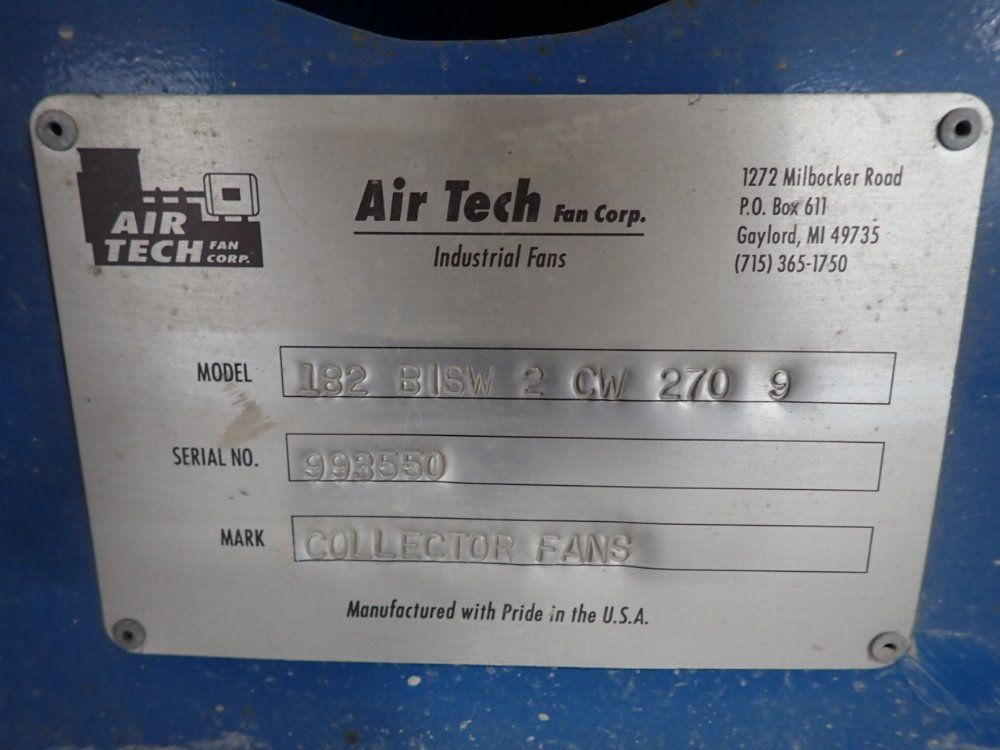 AIR
TECH FAN CORP.
Air Tech Fan Corp.
Industrial Fans
1272 Milbocker Road
P.O. Box 611
Gaylord, MI 49735
(715) 365-1750
MODEL 182 BISW 2 CW 270 9
SERIAL NO. 993550
MARK COLLECTOR FANS
Manufactured with Pride in the U.S.A.